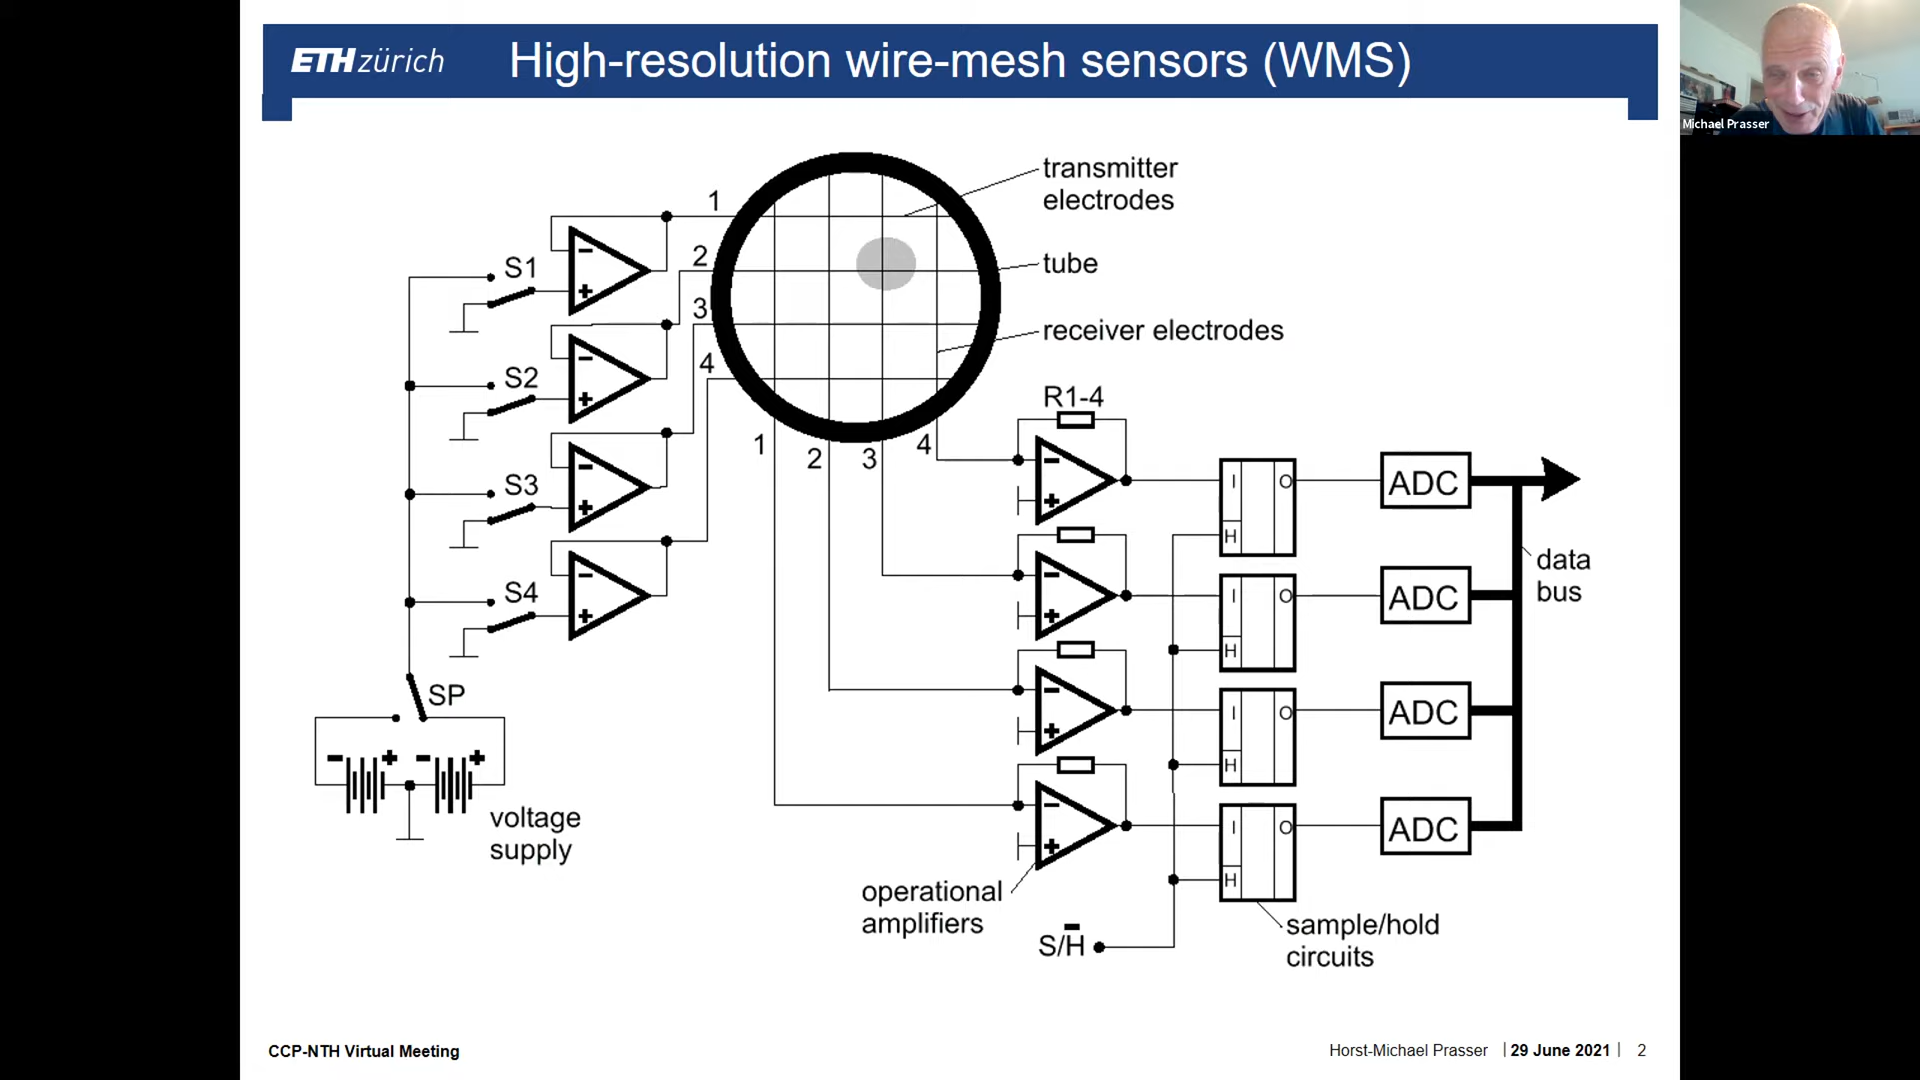 ETH zürich
High-resolution wire-mesh sensors (WMS)
Michael Prasser
transmitter
electrodes
tube
receiver electrodes
1
2
3
4
1
2
3
4
S1
S2
S3
S4
SP
- + - +
voltage
supply
- +
- +
- +
- +
R1-4
- +
- +
- +
- +
operational
amplifiers
I O
H
I O
H
I O
H
I O
H
S/H̅
sample/hold
circuits
ADC
ADC
ADC
ADC
data
bus
CCP-NTH Virtual Meeting
Horst-Michael Prasser | 29 June 2021 | 2